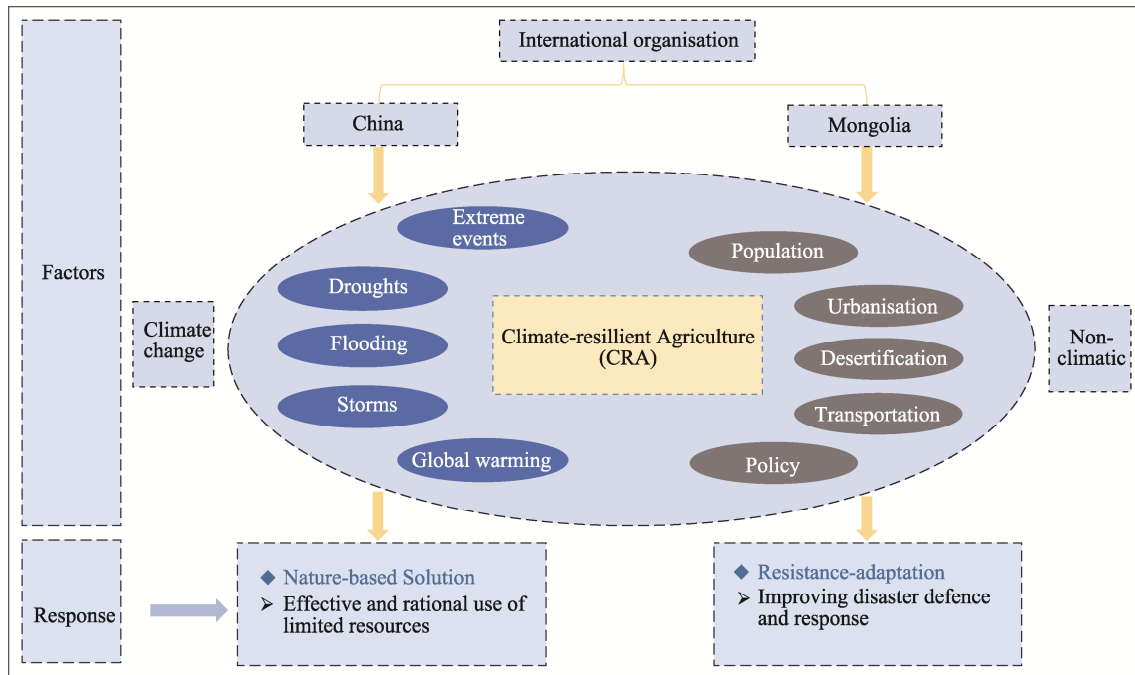 International organisation
China
Mongolia
Factors
Climate
change
Extreme
events
Droughts
Flooding
Storms
Global warming
Climate-resillient Agriculture
(CRA)
Population
Urbanisation
Desertification
Transportation
Policy
Non-
climatic
Response
◆ Nature-based Solution
➢ Effective and rational use of
limited resources
◆ Resistance-adaptation
➢ Improving disaster defence
and response